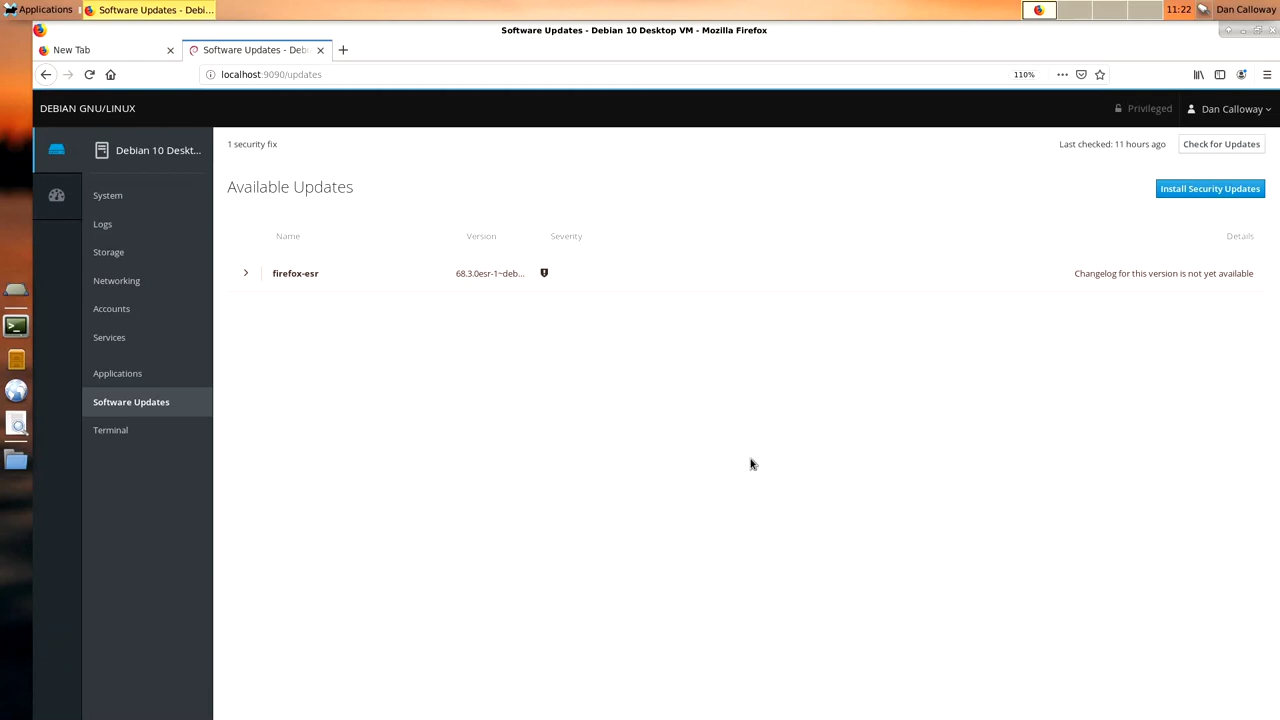 Applications
Software Updates - Debi...
11:22
Dan Calloway
Software Updates - Debian 10 Desktop VM - Mozilla Firefox
New Tab
Software Updates - Debi
localhost:9090/updates
110%
DEBIAN GNU/LINUX
Privileged
Dan Calloway
Debian 10 Deskt...
1 security fix
Last checked: 11 hours ago
Check for Updates
Available Updates
Install Security Updates
System
Logs
Storage
Networking
Accounts
Services
Applications
Software Updates
Terminal
Name
Version
Severity
Details
firefox-esr
68.3.0esr-1~deb...
Changelog for this version is not yet available